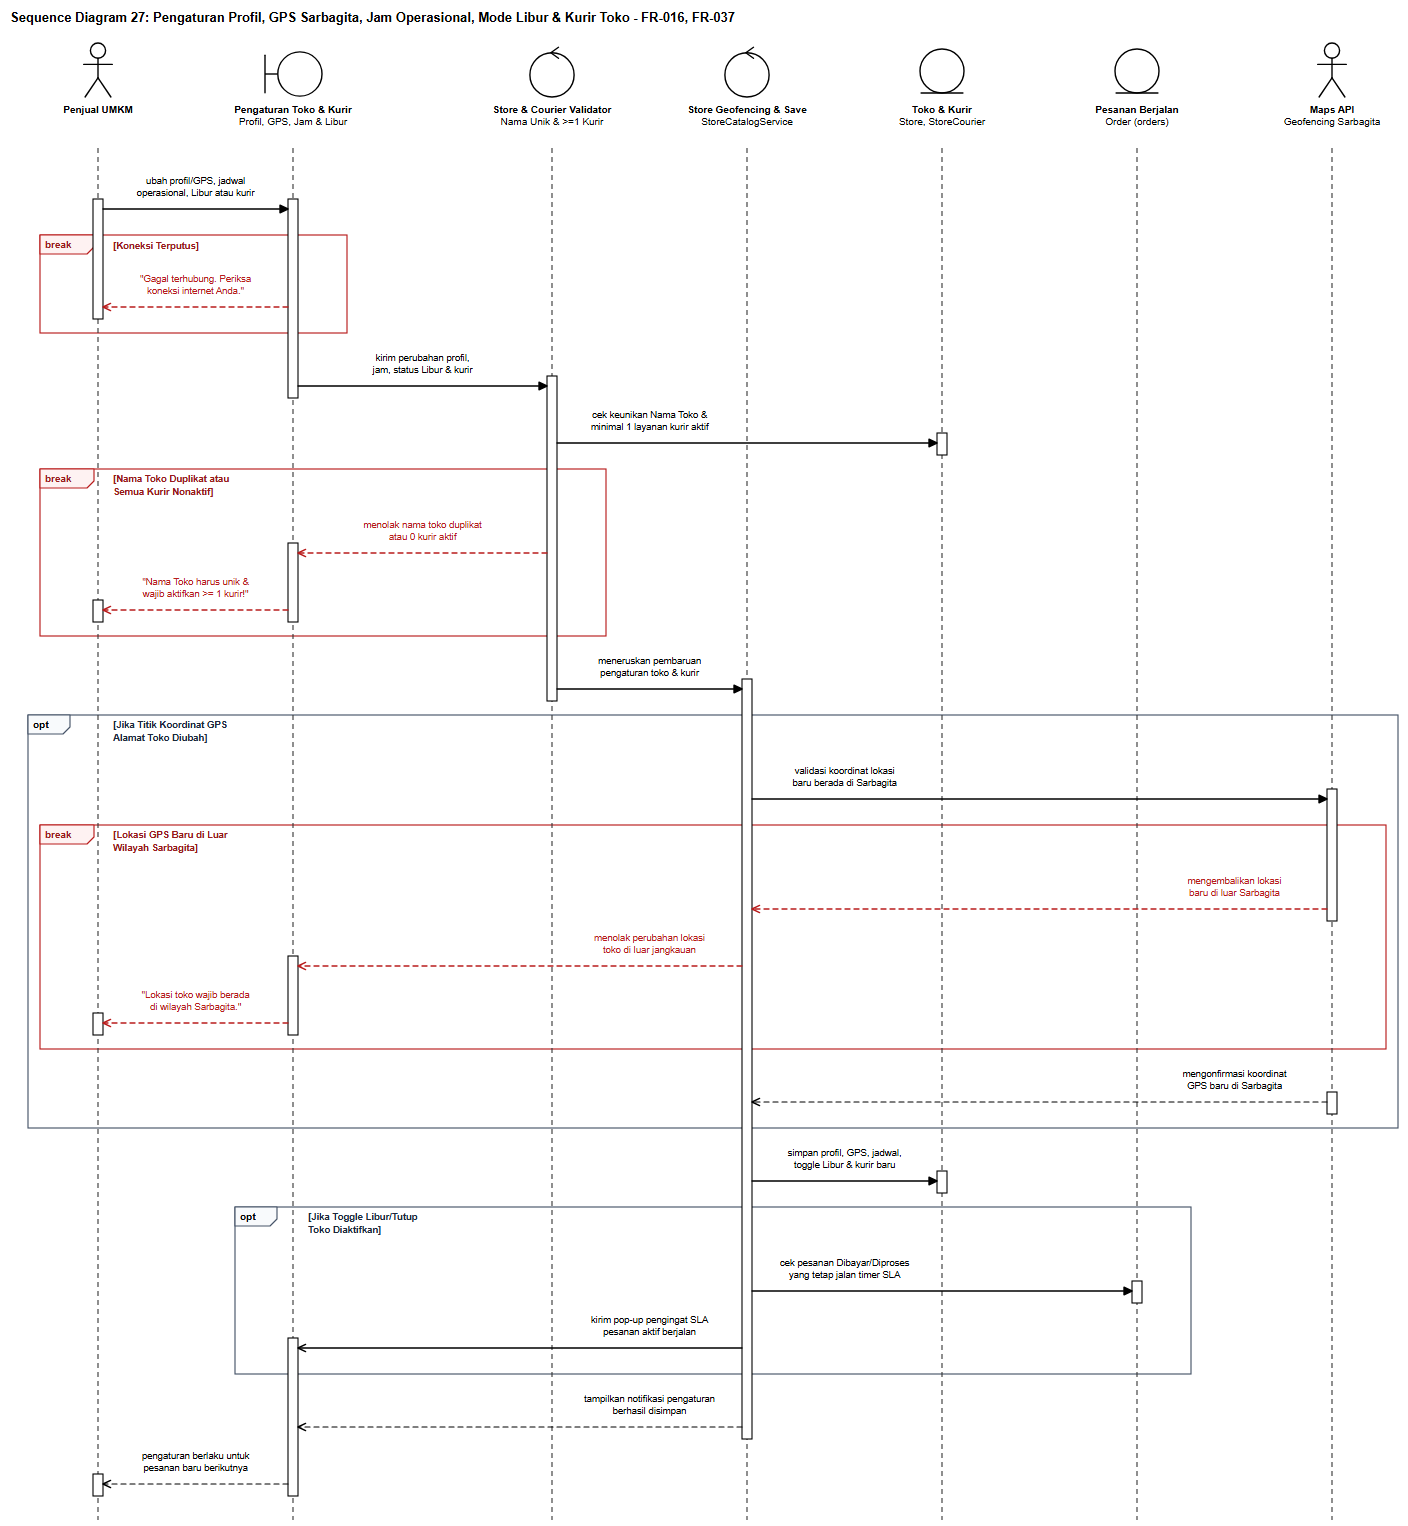 Sequence Diagram 27: Pengaturan Profil, GPS Sarbagita, Jam Operasional, Mode Libur & Kurir Toko - FR-016, FR-037
Penjual UMKM
Pengaturan Toko & Kurir
Profil, GPS, Jam & Libur
Store & Courier Validator
Nama Unik & >=1 Kurir
Store Geofencing & Save
StoreCatalogService
Toko & Kurir
Store, StoreCourier
Pesanan Berjalan
Order (orders)
Maps API
Geofencing Sarbagita
ubah profil/GPS, jadwal
operasional, Libur atau kurir
break
[Koneksi Terputus]
"Gagal terhubung. Periksa
koneksi internet Anda."
kirim perubahan profil,
jam, status Libur & kurir
cek keunikan Nama Toko &
minimal 1 layanan kurir aktif
break
[Nama Toko Duplikat atau
Semua Kurir Nonaktif]
menolak nama toko duplikat
atau 0 kurir aktif
"Nama Toko harus unik &
wajib aktifkan >= 1 kurir!"
meneruskan pembaruan
pengaturan toko & kurir
opt
[Jika Titik Koordinat GPS
Alamat Toko Diubah]
validasi koordinat lokasi
baru berada di Sarbagita
break
[Lokasi GPS Baru di Luar
Wilayah Sarbagita]
mengembalikan lokasi
baru di luar Sarbagita
menolak perubahan lokasi
toko di luar jangkauan
"Lokasi toko wajib berada
di wilayah Sarbagita."
mengonfirmasi koordinat
GPS baru di Sarbagita
simpan profil, GPS, jadwal,
toggle Libur & kurir baru
opt
[Jika Toggle Libur/Tutup
Toko Diaktifkan]
cek pesanan Dibayar/Diproses
yang tetap jalan timer SLA
kirim pop-up pengingat SLA
pesanan aktif berjalan
tampilkan notifikasi pengaturan
berhasil disimpan
pengaturan berlaku untuk
pesanan baru berikutnya